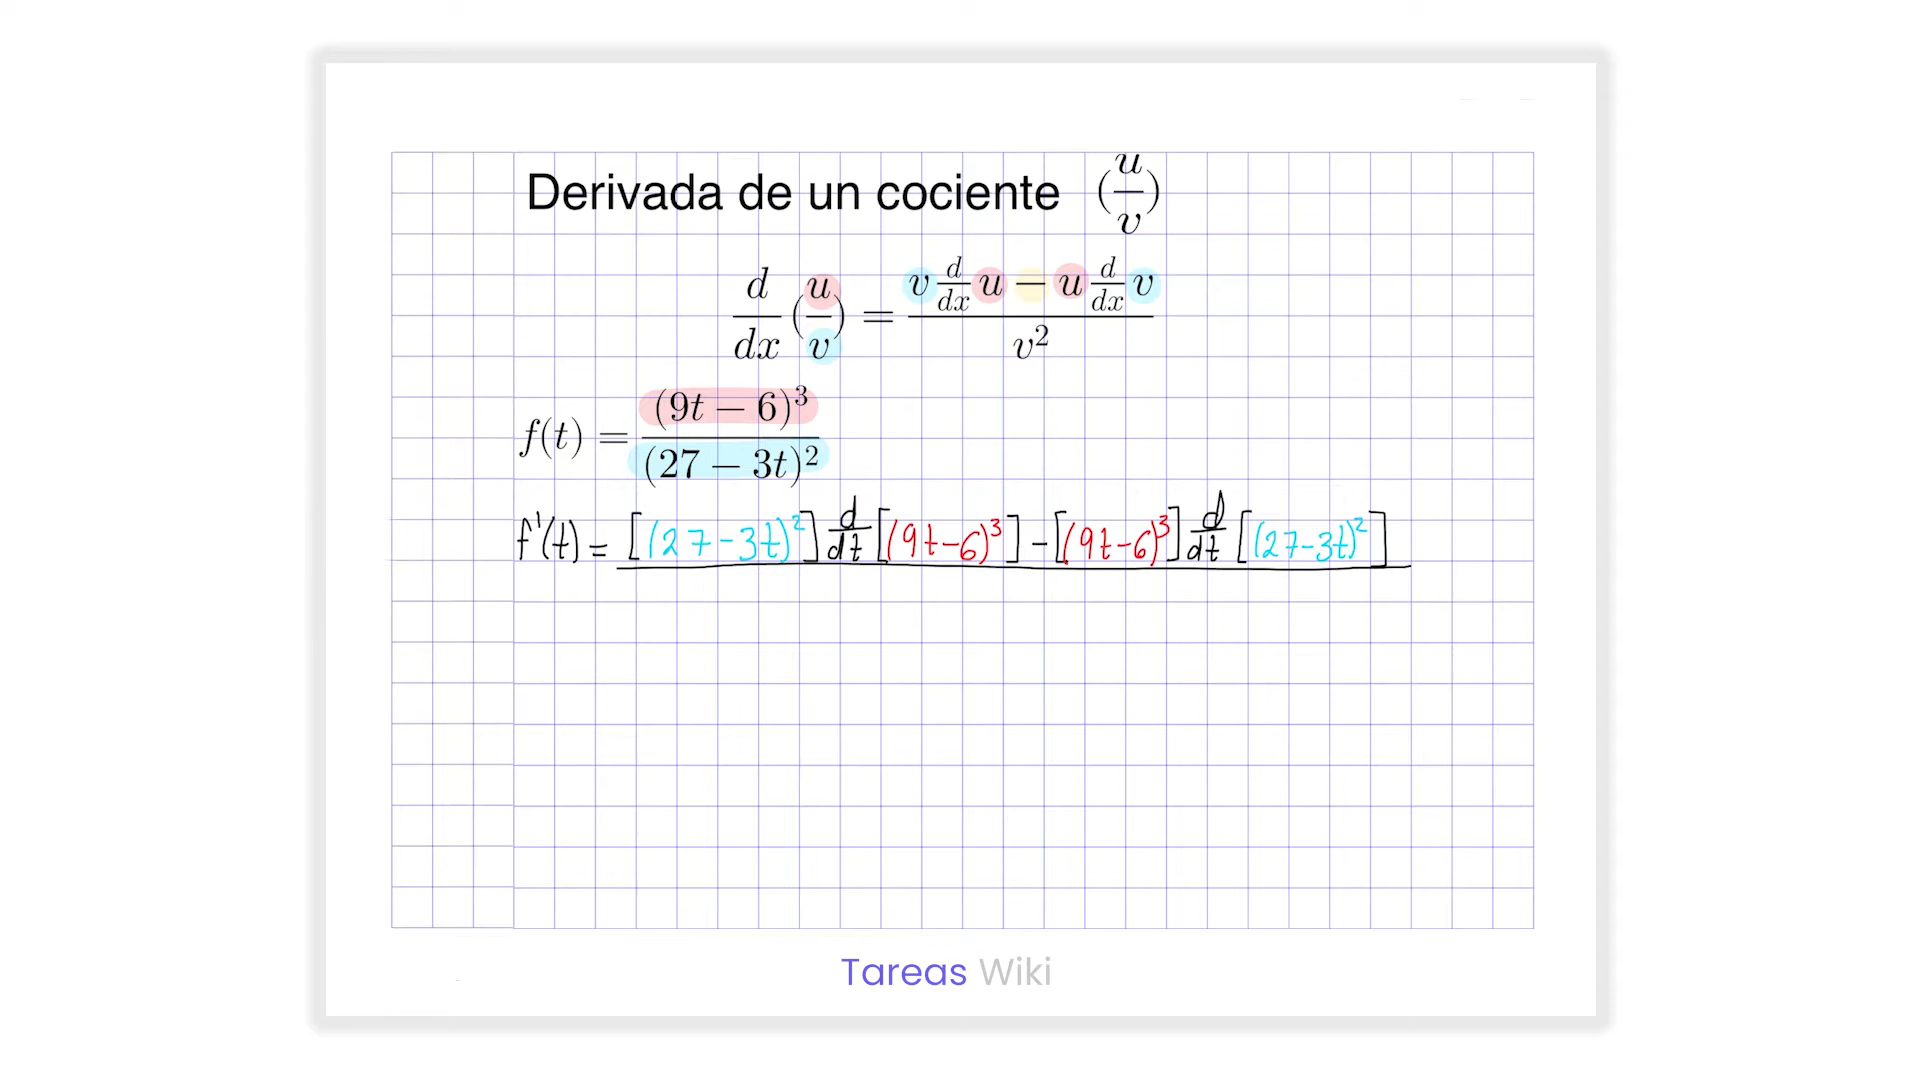 Derivada de un cociente (u/v)
d/dx (u/v) = (v d/dx u − u d/dx v) / v²
f(t) = (9t − 6)³ / (27 − 3t)²
f'(t) = [(27-3t)²] d/dt [(9t-6)³] - [(9t-6)³] d/dt [(27-3t)²]
Tareas Wiki